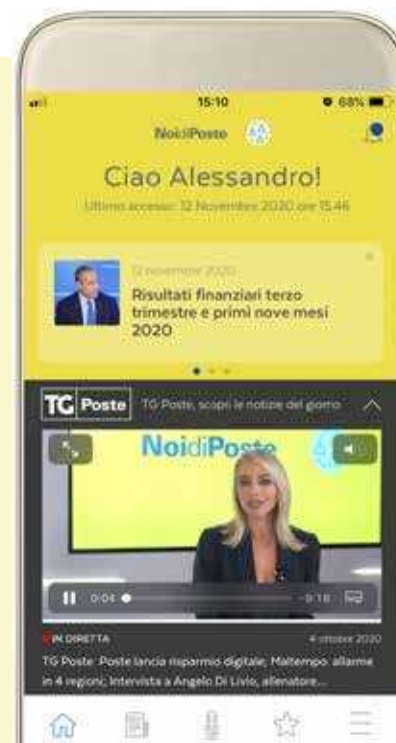 15:10
68%
NoidiPoste
Ciao Alessandro!
Ultimo accesso: 12 Novembre 2020 ore 15.46
12 novembre 2020
Risultati finanziari terzo
trimestre e primi nove mesi
2020
TG Poste
TG Poste, scopri le notizie del giorno
NoidiPoste
0:04
-0:16
IN DIRETTA
4 ottobre 2020
TG Poste: Poste lancia risparmio digitale; Maltempo: allarme
in 4 regioni; Intervista a Angelo Di Livio, allenatore...